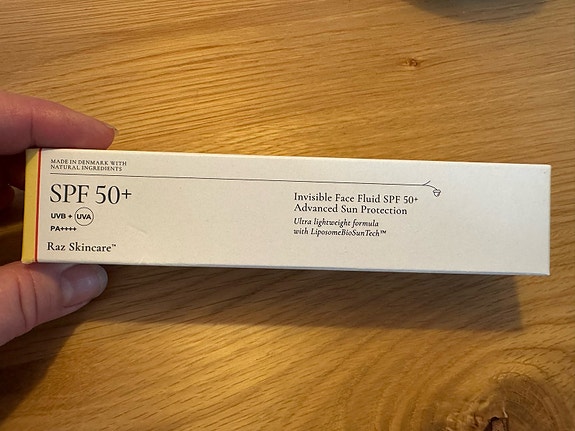 MADE IN DENMARK WITH
NATURAL INGREDIENTS
SPF 50+
UVB + UVA
PA++++
Raz Skincare™
Invisible Face Fluid SPF 50+
Advanced Sun Protection
Ultra lightweight formula
with LiposomeBioSunTech™